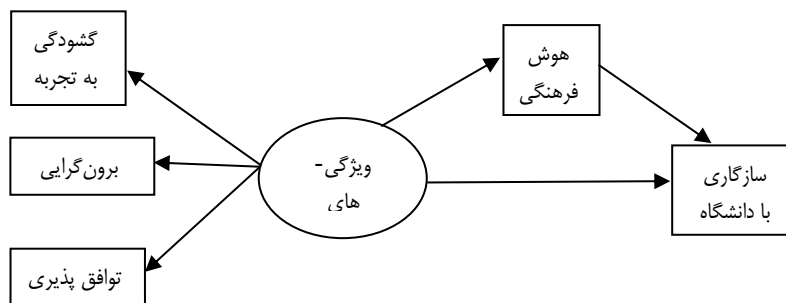 گشودگی
به تجربه
هوش
فرهنگی
برون‌گرایی
ویژگی-
های
سازگاری
با دانشگاه
توافق پذیری